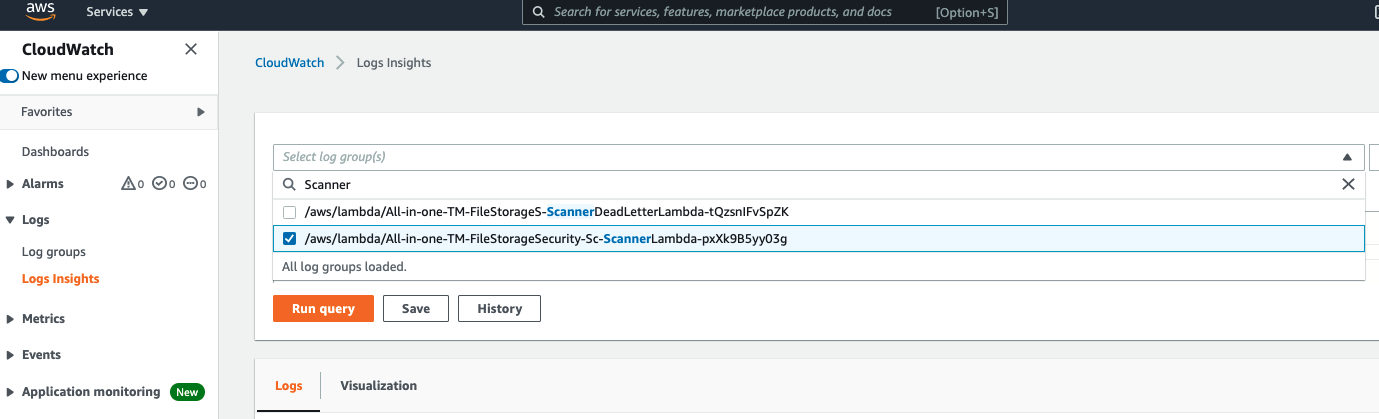 aws
Services
Search for services, features, marketplace products, and docs
[Option+S]
CloudWatch
New menu experience
Favorites
Dashboards
Alarms
0
0
0
Logs
Log groups
Logs Insights
Metrics
Events
Application monitoring
New
CloudWatch
Logs Insights
Select log group(s)
Scanner
/aws/lambda/All-in-one-TM-FileStorageS-ScannerDeadLetterLambda-tQzsnIFvSpZK
/aws/lambda/All-in-one-TM-FileStorageSecurity-Sc-ScannerLambda-pxXk9B5yy03g
All log groups loaded.
Run query
Save
History
Logs
Visualization